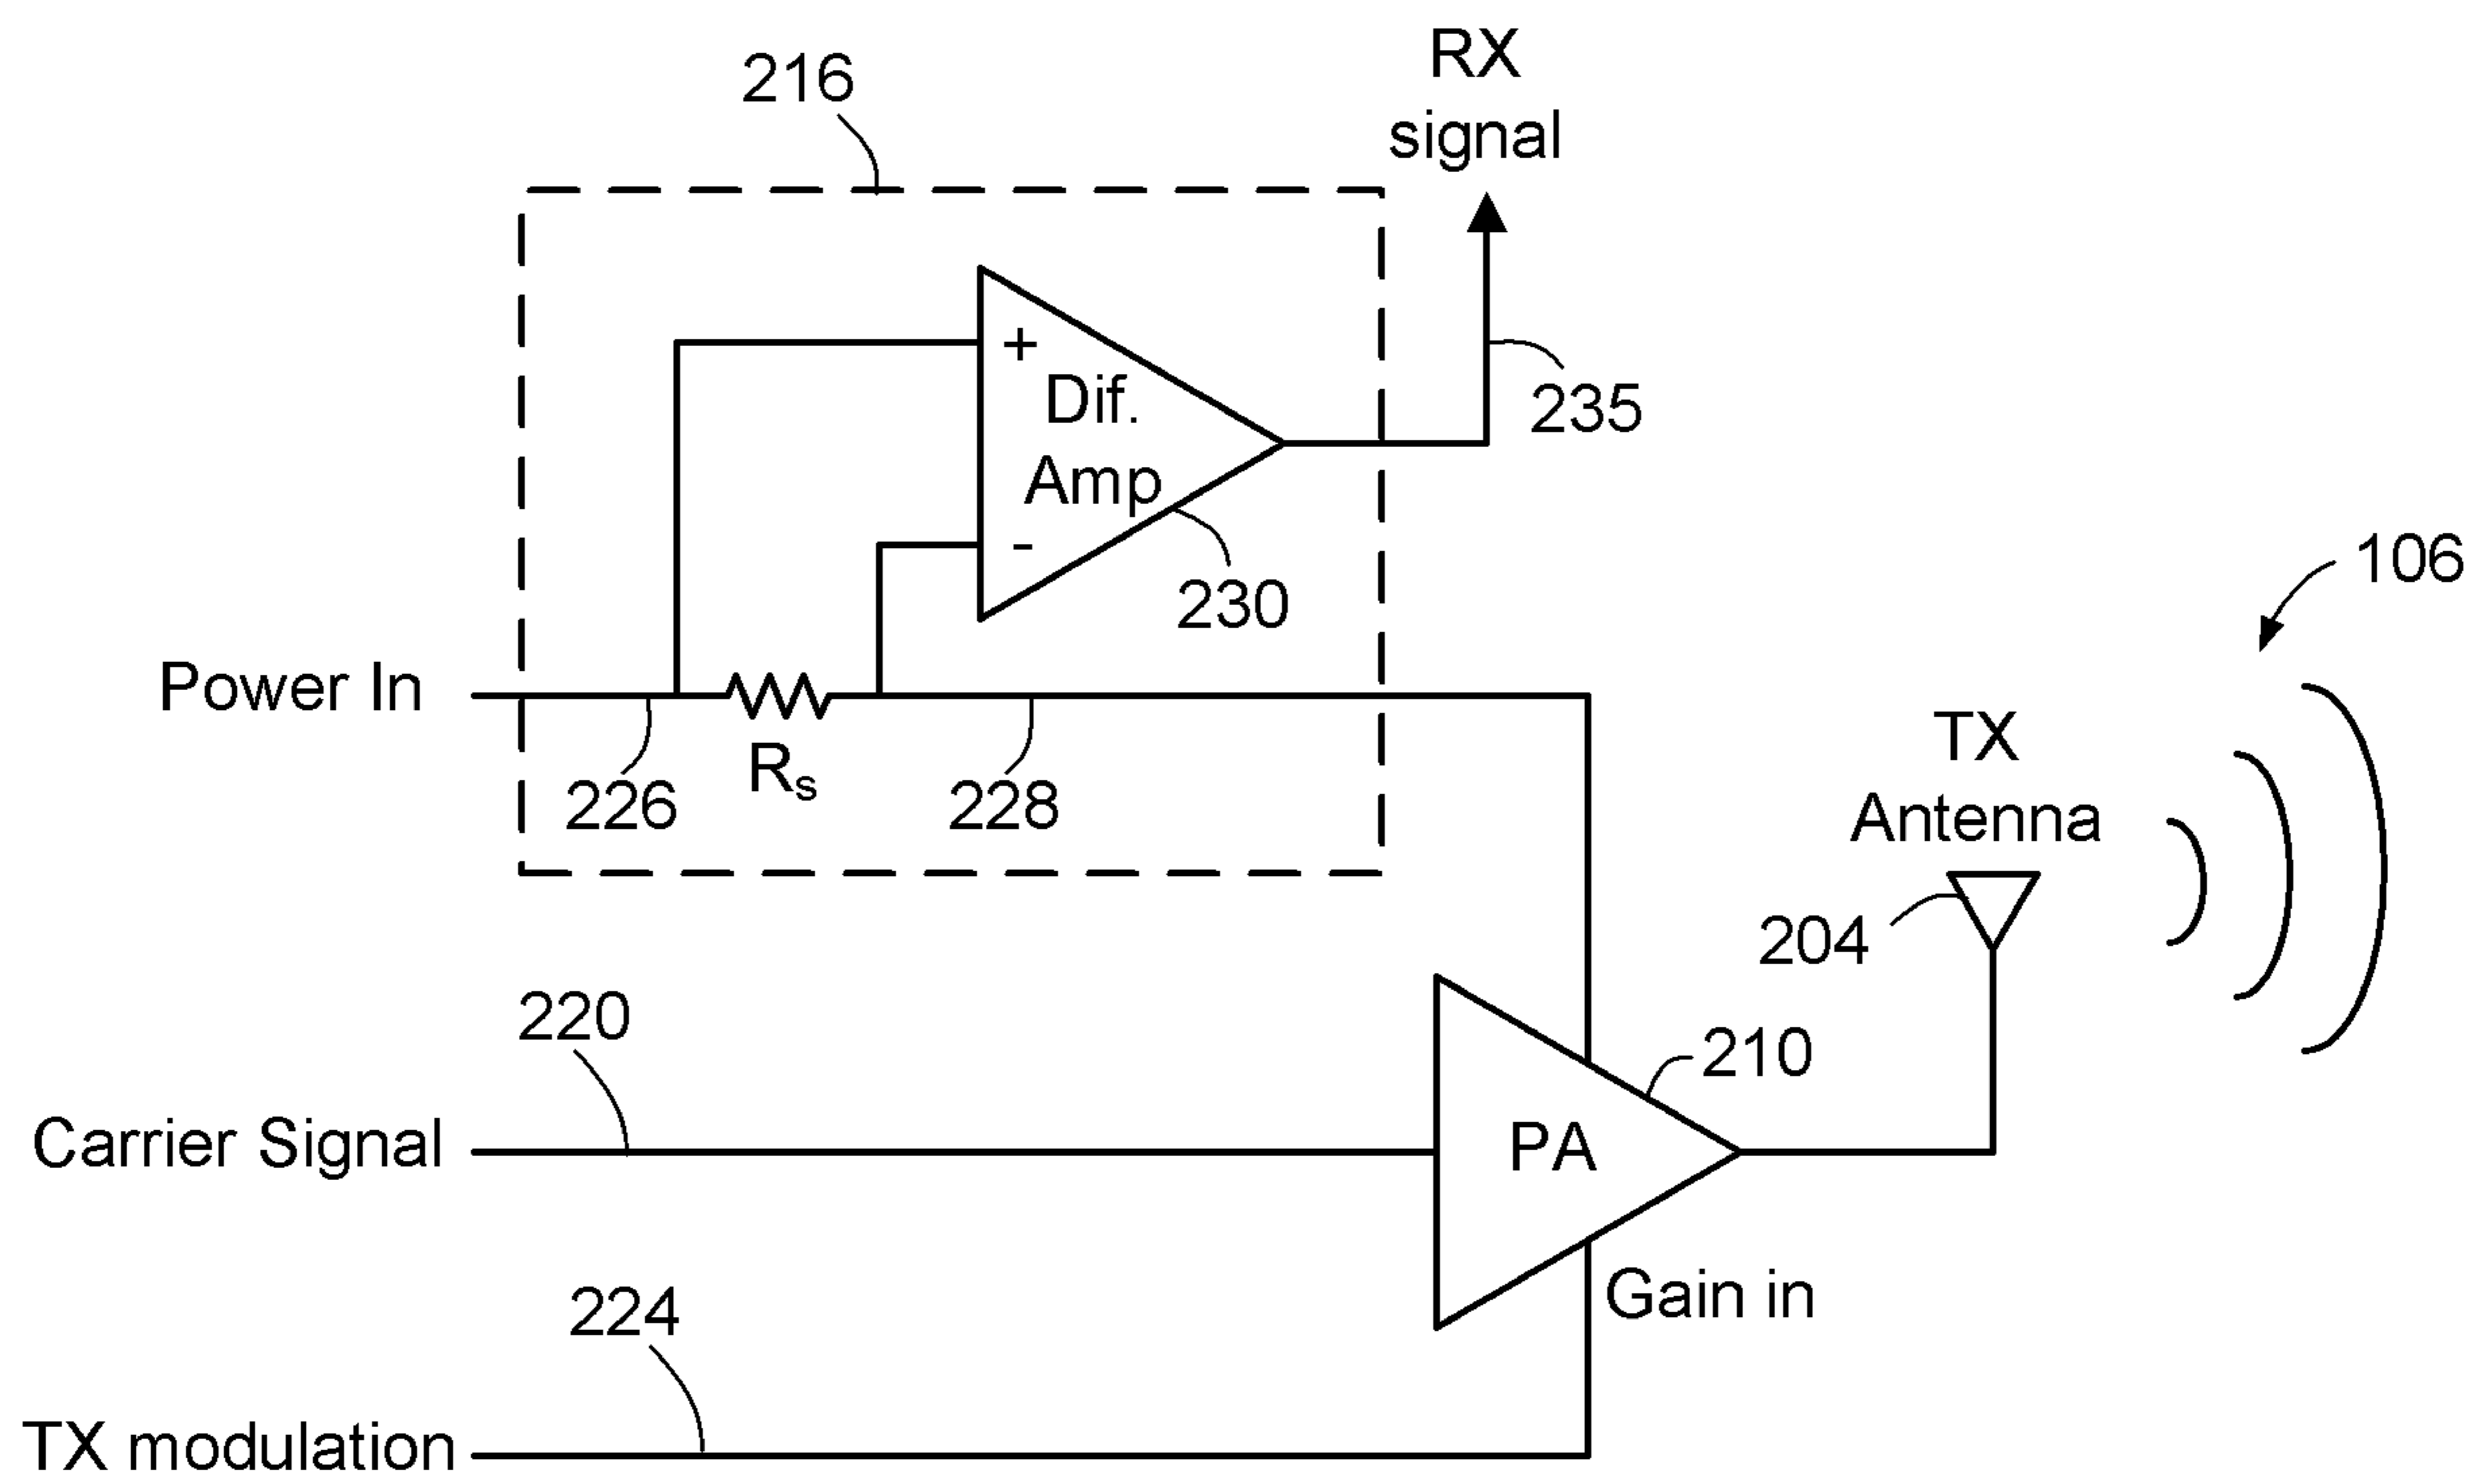 RX
signal
216
+
Dif.
Amp
-
235
230
106
Power In
Rs
226
228
TX
Antenna
204
220
210
Carrier Signal
PA
Gain in
224
TX modulation